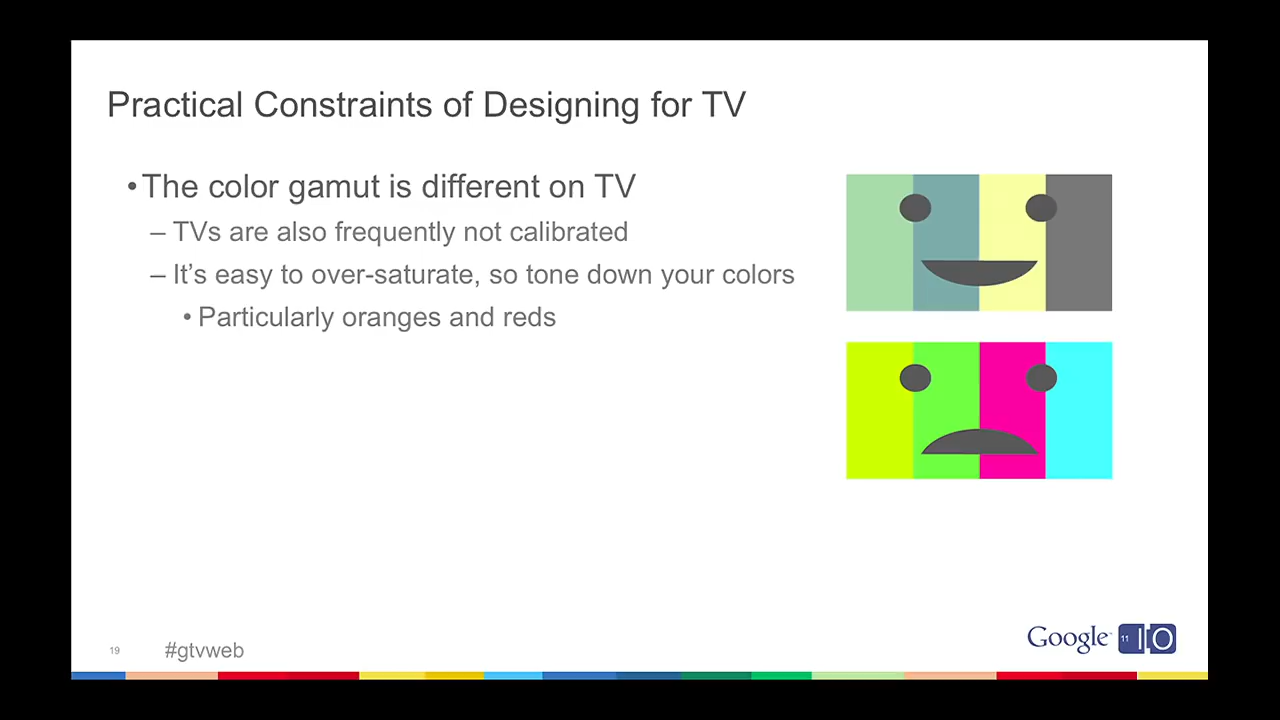 Practical Constraints of Designing for TV
•The color gamut is different on TV
– TVs are also frequently not calibrated
– It’s easy to over-saturate, so tone down your colors
• Particularly oranges and reds
19
#gtvweb
Google 11 IO